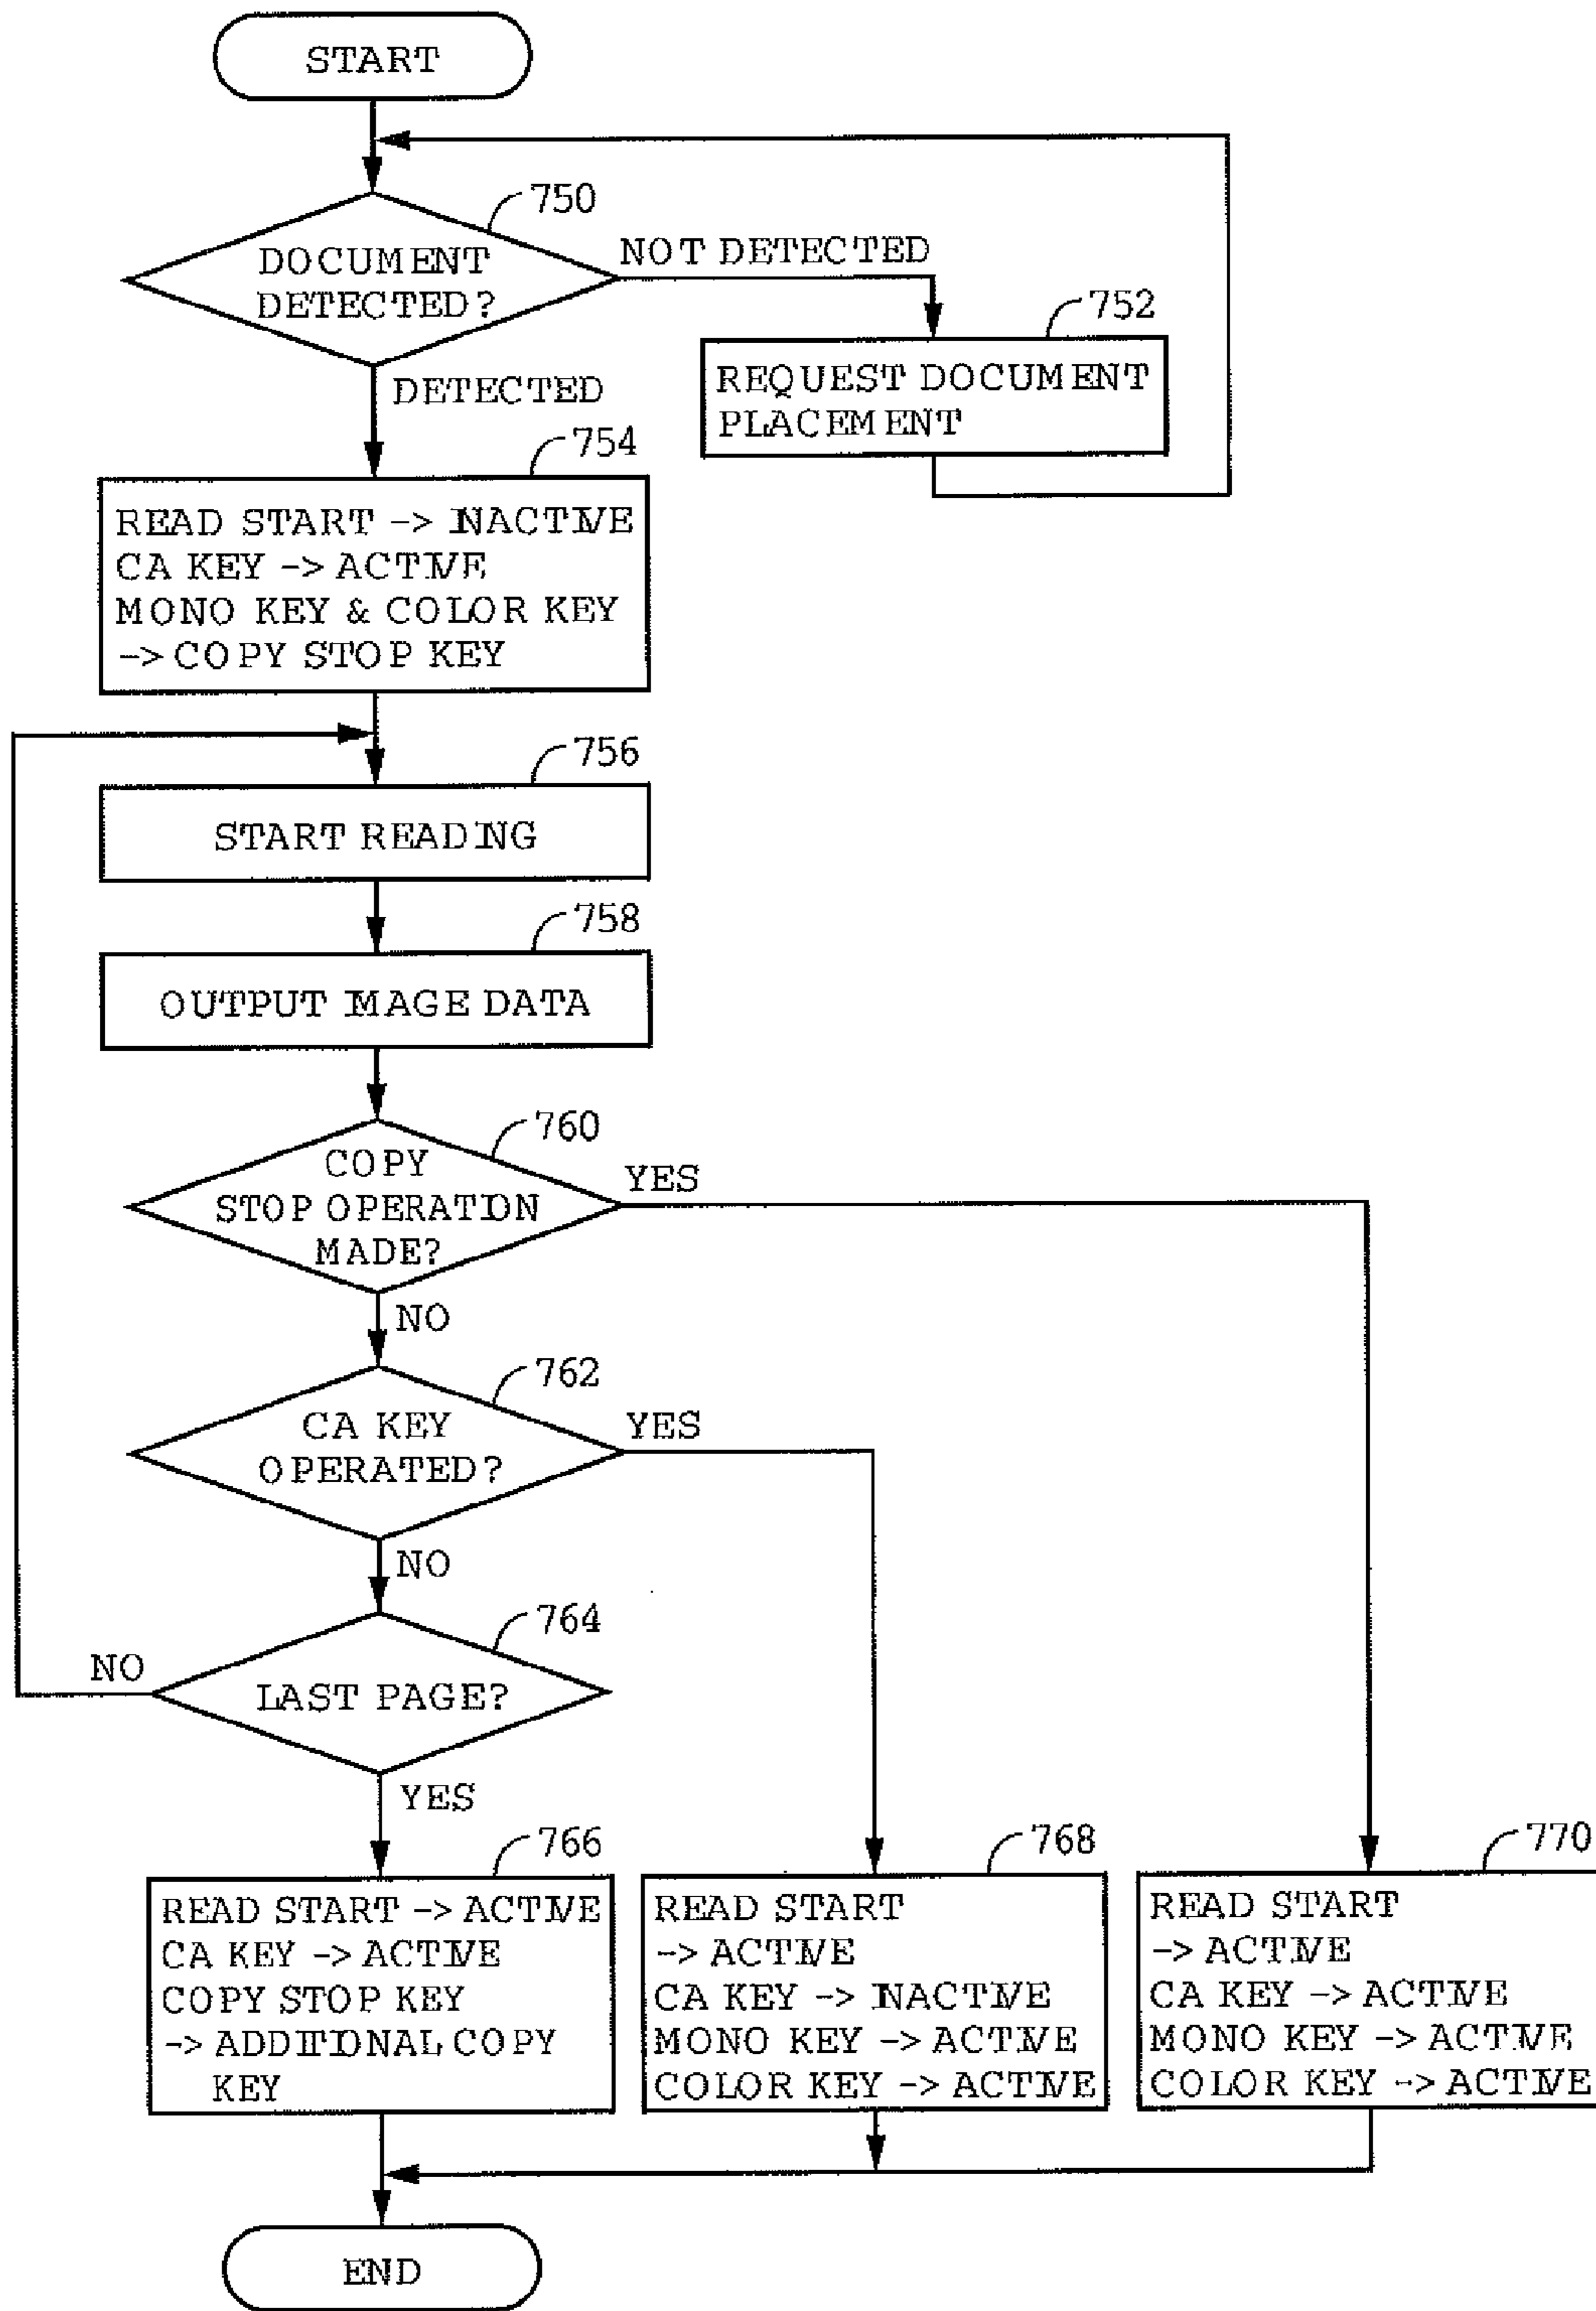 START
750
DOCUMENT
DETECTED?
NOT DETECTED
752
REQUEST DOCUMENT
PLACEMENT
DETECTED
754
READ START -> INACTIVE
CA KEY -> ACTIVE
MONO KEY & COLOR KEY
-> COPY STOP KEY
756
START READING
758
OUTPUT IMAGE DATA
760
COPY
STOP OPERATION
MADE?
YES
NO
762
CA KEY
OPERATED?
YES
NO
764
LAST PAGE?
NO
YES
766
READ START -> ACTIVE
CA KEY -> ACTIVE
COPY STOP KEY
-> ADDITIONAL COPY
KEY
768
READ START
-> ACTIVE
CA KEY -> INACTIVE
MONO KEY -> ACTIVE
COLOR KEY -> ACTIVE
770
READ START
-> ACTIVE
CA KEY -> ACTIVE
MONO KEY -> ACTIVE
COLOR KEY -> ACTIVE
END